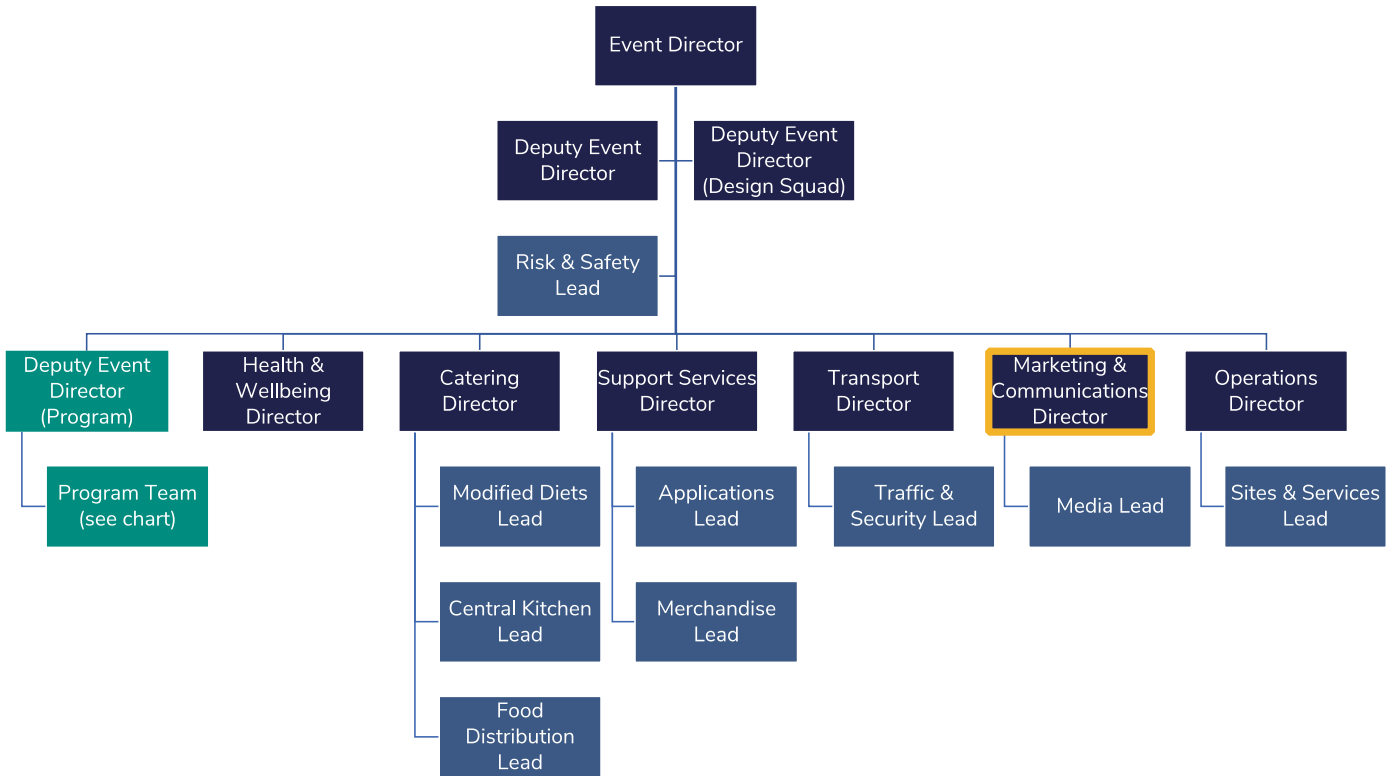 Event Director
Deputy Event
Director
Deputy Event
Director
(Design Squad)
Risk & Safety
Lead
Deputy Event
Director
(Program)
Health &
Wellbeing
Director
Catering
Director
Support Services
Director
Transport
Director
Marketing &
Communications
Director
Operations
Director
Program Team
(see chart)
Modified Diets
Lead
Applications
Lead
Traffic &
Security Lead
Media Lead
Sites & Services
Lead
Central Kitchen
Lead
Merchandise
Lead
Food
Distribution
Lead